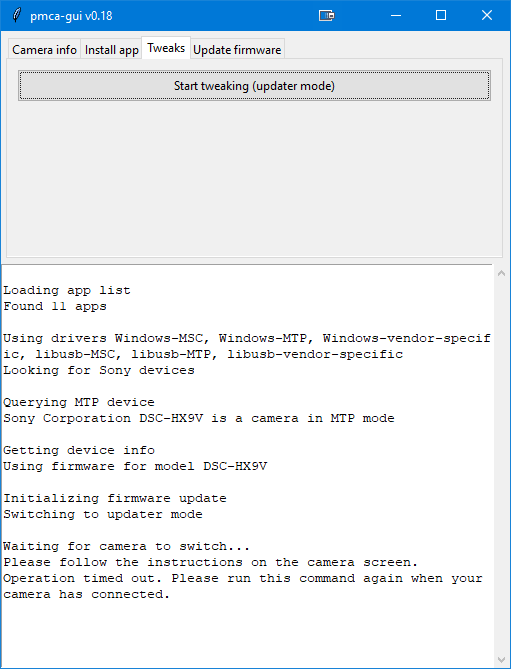 pmca-gui v0.18
Camera info Install app Tweaks Update firmware
Start tweaking (updater mode)
Loading app list
Found 11 apps
Using drivers Windows-MSC, Windows-MTP, Windows-vendor-specif
ic, libusb-MSC, libusb-MTP, libusb-vendor-specific
Looking for Sony devices
Querying MTP device
Sony Corporation DSC-HX9V is a camera in MTP mode
Getting device info
Using firmware for model DSC-HX9V
Initializing firmware update
Switching to updater mode
Waiting for camera to switch...
Please follow the instructions on the camera screen.
Operation timed out. Please run this command again when your
camera has connected.